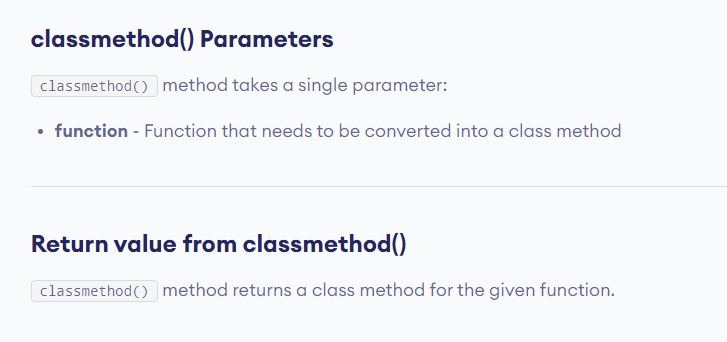 classmethod() Parameters
classmethod() method takes a single parameter:
• function - Function that needs to be converted into a class method
Return value from classmethod()
classmethod() method returns a class method for the given function.